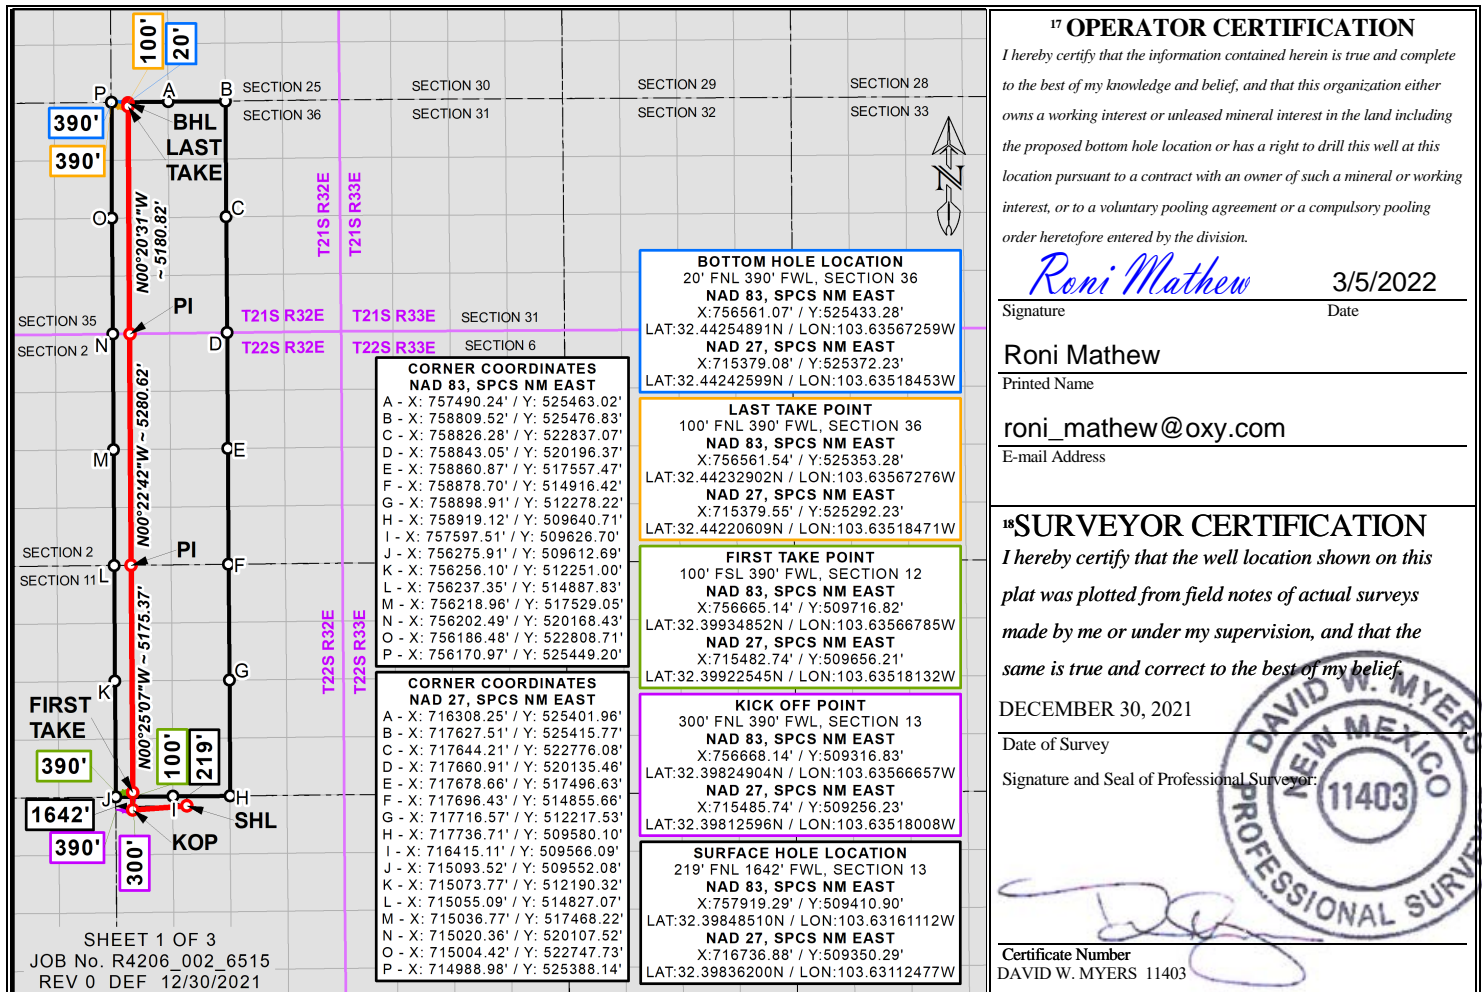 100'
20'
P
A
B
SECTION 25
SECTION 30
SECTION 29
SECTION 28
SECTION 36
SECTION 31
SECTION 32
SECTION 33
390'
390'
BHL
LAST
TAKE
O
C
N00°20'31"W
~ 5180.82'
T21S R32E
T21S R33E
PI
SECTION 35
SECTION 2
N
D
T21S R32E
T21S R33E
SECTION 31
T22S R32E
T22S R33E
SECTION 6
N00°22'42"W ~ 5280.62'
M
E
PI
SECTION 2
SECTION 11
L
F
N00°25'07"W ~ 5175.37'
T22S R32E
T22S R33E
K
G
FIRST
TAKE
390'
100'
219'
J
I
H
1642'
SHL
KOP
390'
300'
SHEET 1 OF 3
JOB No. R4206_002_6515
REV 0 DEF 12/30/2021
CORNER COORDINATES
NAD 83, SPCS NM EAST
A - X: 757490.24' / Y: 525463.02'
B - X: 758809.52' / Y: 525476.83'
C - X: 758826.28' / Y: 522837.07'
D - X: 758843.05' / Y: 520196.37'
E - X: 758860.87' / Y: 517557.47'
F - X: 758878.70' / Y: 514916.42'
G - X: 758898.91' / Y: 512278.22'
H - X: 758919.12' / Y: 509640.71'
I - X: 757597.51' / Y: 509626.70'
J - X: 756275.91' / Y: 509612.69'
K - X: 756256.10' / Y: 512251.00'
L - X: 756237.35' / Y: 514887.83'
M - X: 756218.96' / Y: 517529.05'
N - X: 756202.49' / Y: 520168.43'
O - X: 756186.48' / Y: 522808.71'
P - X: 756170.97' / Y: 525449.20'
CORNER COORDINATES
NAD 27, SPCS NM EAST
A - X: 716308.25' / Y: 525401.96'
B - X: 717627.51' / Y: 525415.77'
C - X: 717644.21' / Y: 522776.08'
D - X: 717660.91' / Y: 520135.46'
E - X: 717678.66' / Y: 517496.63'
F - X: 717696.43' / Y: 514855.66'
G - X: 717716.57' / Y: 512217.53'
H - X: 717736.71' / Y: 509580.10'
I - X: 716415.11' / Y: 509566.09'
J - X: 715093.52' / Y: 509552.08'
K - X: 715073.77' / Y: 512190.32'
L - X: 715055.09' / Y: 514827.07'
M - X: 715036.77' / Y: 517468.22'
N - X: 715020.36' / Y: 520107.52'
O - X: 715004.42' / Y: 522747.73'
P - X: 714988.98' / Y: 525388.14'
N
BOTTOM HOLE LOCATION
20' FNL 390' FWL, SECTION 36
NAD 83, SPCS NM EAST
X:756561.07' / Y:525433.28'
LAT:32.44254891N / LON:103.63567259W
NAD 27, SPCS NM EAST
X:715379.08' / Y:525372.23'
LAT:32.44242599N / LON:103.63518453W
LAST TAKE POINT
100' FNL 390' FWL, SECTION 36
NAD 83, SPCS NM EAST
X:756561.54' / Y:525353.28'
LAT:32.44232902N / LON:103.63567276W
NAD 27, SPCS NM EAST
X:715379.55' / Y:525292.23'
LAT:32.44220609N / LON:103.63518471W
FIRST TAKE POINT
100' FSL 390' FWL, SECTION 12
NAD 83, SPCS NM EAST
X:756665.14' / Y:509716.82'
LAT:32.39934852N / LON:103.63566785W
NAD 27, SPCS NM EAST
X:715482.74' / Y:509656.21'
LAT:32.39922545N / LON:103.63518132W
KICK OFF POINT
300' FNL 390' FWL, SECTION 13
NAD 83, SPCS NM EAST
X:756668.14' / Y:509316.83'
LAT:32.39824904N / LON:103.63566657W
NAD 27, SPCS NM EAST
X:715485.74' / Y:509256.23'
LAT:32.39812596N / LON:103.63518008W
SURFACE HOLE LOCATION
219' FNL 1642' FWL, SECTION 13
NAD 83, SPCS NM EAST
X:757919.29' / Y:509410.90'
LAT:32.39848510N / LON:103.63161112W
NAD 27, SPCS NM EAST
X:716736.88' / Y:509350.29'
LAT:32.39836200N / LON:103.63112477W
17 OPERATOR CERTIFICATION
I hereby certify that the information contained herein is true and complete
to the best of my knowledge and belief, and that this organization either
owns a working interest or unleased mineral interest in the land including
the proposed bottom hole location or has a right to drill this well at this
location pursuant to a contract with an owner of such a mineral or working
interest, or to a voluntary pooling agreement or a compulsory pooling
order heretofore entered by the division.
Roni Mathew 3/5/2022
Signature Date
Roni Mathew
Printed Name
roni_mathew@oxy.com
E-mail Address
18SURVEYOR CERTIFICATION
I hereby certify that the well location shown on this
plat was plotted from field notes of actual surveys
made by me or under my supervision, and that the
same is true and correct to the best of my belief.
DECEMBER 30, 2021
Date of Survey
Signature and Seal of Professional Surveyor:
DAVID W. MYERS
NEW MEXICO
11403
PROFESSIONAL SURVEY
Certificate Number
DAVID W. MYERS 11403